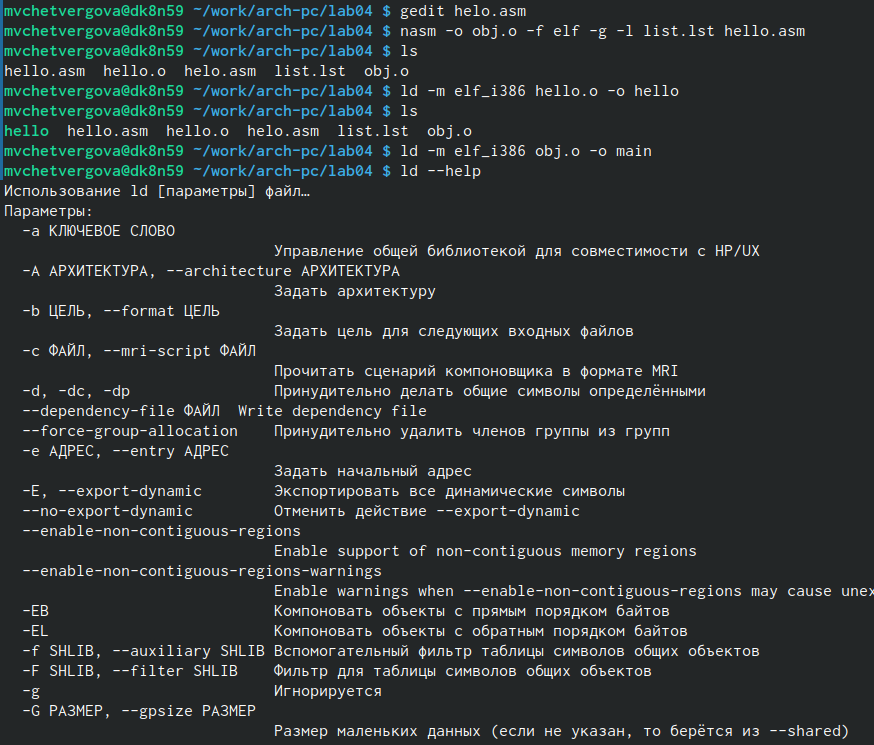 mvchetvergova@dk8n59 ~/work/arch-pc/lab04 $ gedit helo.asm
mvchetvergova@dk8n59 ~/work/arch-pc/lab04 $ nasm -o obj.o -f elf -g -l list.lst hello.asm
mvchetvergova@dk8n59 ~/work/arch-pc/lab04 $ ls
hello.asm  hello.o  helo.asm  list.lst  obj.o
mvchetvergova@dk8n59 ~/work/arch-pc/lab04 $ ld -m elf_i386 hello.o -o hello
mvchetvergova@dk8n59 ~/work/arch-pc/lab04 $ ls
hello  hello.asm  hello.o  helo.asm  list.lst  obj.o
mvchetvergova@dk8n59 ~/work/arch-pc/lab04 $ ld -m elf_i386 obj.o -o main
mvchetvergova@dk8n59 ~/work/arch-pc/lab04 $ ld --help
Использование ld [параметры] файл…
Параметры:
  -a КЛЮЧЕВОЕ СЛОВО
                              Управление общей библиотекой для совместимости с HP/UX
  -A АРХИТЕКТУРА, --architecture АРХИТЕКТУРА
                              Задать архитектуру
  -b ЦЕЛЬ, --format ЦЕЛЬ
                              Задать цель для следующих входных файлов
  -c ФАЙЛ, --mri-script ФАЙЛ
                              Прочитать сценарий компоновщика в формате MRI
  -d, -dc, -dp                Принудительно делать общие символы определёнными
  --dependency-file ФАЙЛ  Write dependency file
  --force-group-allocation    Принудительно удалить членов группы из групп
  -e АДРЕС, --entry АДРЕС
                              Задать начальный адрес
  -E, --export-dynamic        Экспортировать все динамические символы
  --no-export-dynamic         Отменить действие --export-dynamic
  --enable-non-contiguous-regions
                              Enable support of non-contiguous memory regions
  --enable-non-contiguous-regions-warnings
                              Enable warnings when --enable-non-contiguous-regions may cause unex
  -EB                         Компоновать объекты с прямым порядком байтов
  -EL                         Компоновать объекты с обратным порядком байтов
  -f SHLIB, --auxiliary SHLIB Вспомогательный фильтр таблицы символов общих объектов
  -F SHLIB, --filter SHLIB    Фильтр для таблицы символов общих объектов
  -g                          Игнорируется
  -G РАЗМЕР, --gpsize РАЗМЕР
                              Размер маленьких данных (если не указан, то берётся из --shared)